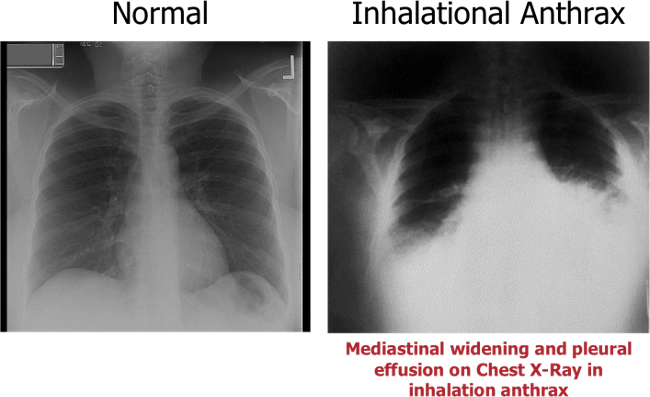 Normal
Inhalational Anthrax
L
Mediastinal widening and pleural
effusion on Chest X-Ray in
inhalation anthrax